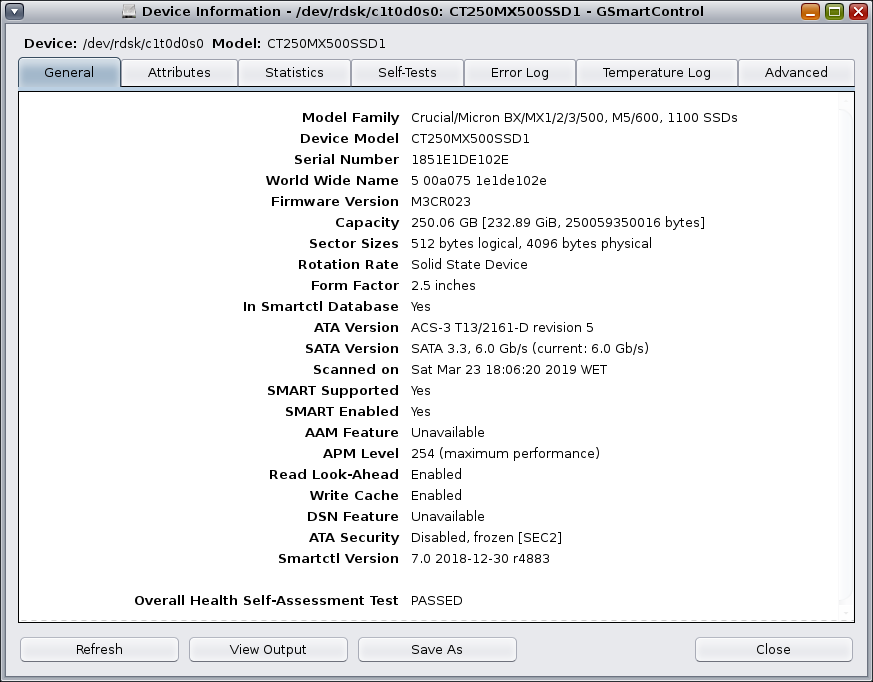 Device Information - /dev/rdsk/c1t0d0s0: CT250MX500SSD1 - GSmartControl
Device: /dev/rdsk/c1t0d0s0 Model: CT250MX500SSD1
General Attributes Statistics Self-Tests Error Log Temperature Log Advanced
Model Family Crucial/Micron BX/MX1/2/3/500, M5/600, 1100 SSDs
Device Model CT250MX500SSD1
Serial Number 1851E1DE102E
World Wide Name 5 00a075 1e1de102e
Firmware Version M3CR023
Capacity 250.06 GB [232.89 GiB, 250059350016 bytes]
Sector Sizes 512 bytes logical, 4096 bytes physical
Rotation Rate Solid State Device
Form Factor 2.5 inches
In Smartctl Database Yes
ATA Version ACS-3 T13/2161-D revision 5
SATA Version SATA 3.3, 6.0 Gb/s (current: 6.0 Gb/s)
Scanned on Sat Mar 23 18:06:20 2019 WET
SMART Supported Yes
SMART Enabled Yes
AAM Feature Unavailable
APM Level 254 (maximum performance)
Read Look-Ahead Enabled
Write Cache Enabled
DSN Feature Unavailable
ATA Security Disabled, frozen [SEC2]
Smartctl Version 7.0 2018-12-30 r4883
Overall Health Self-Assessment Test PASSED
Refresh View Output Save As Close